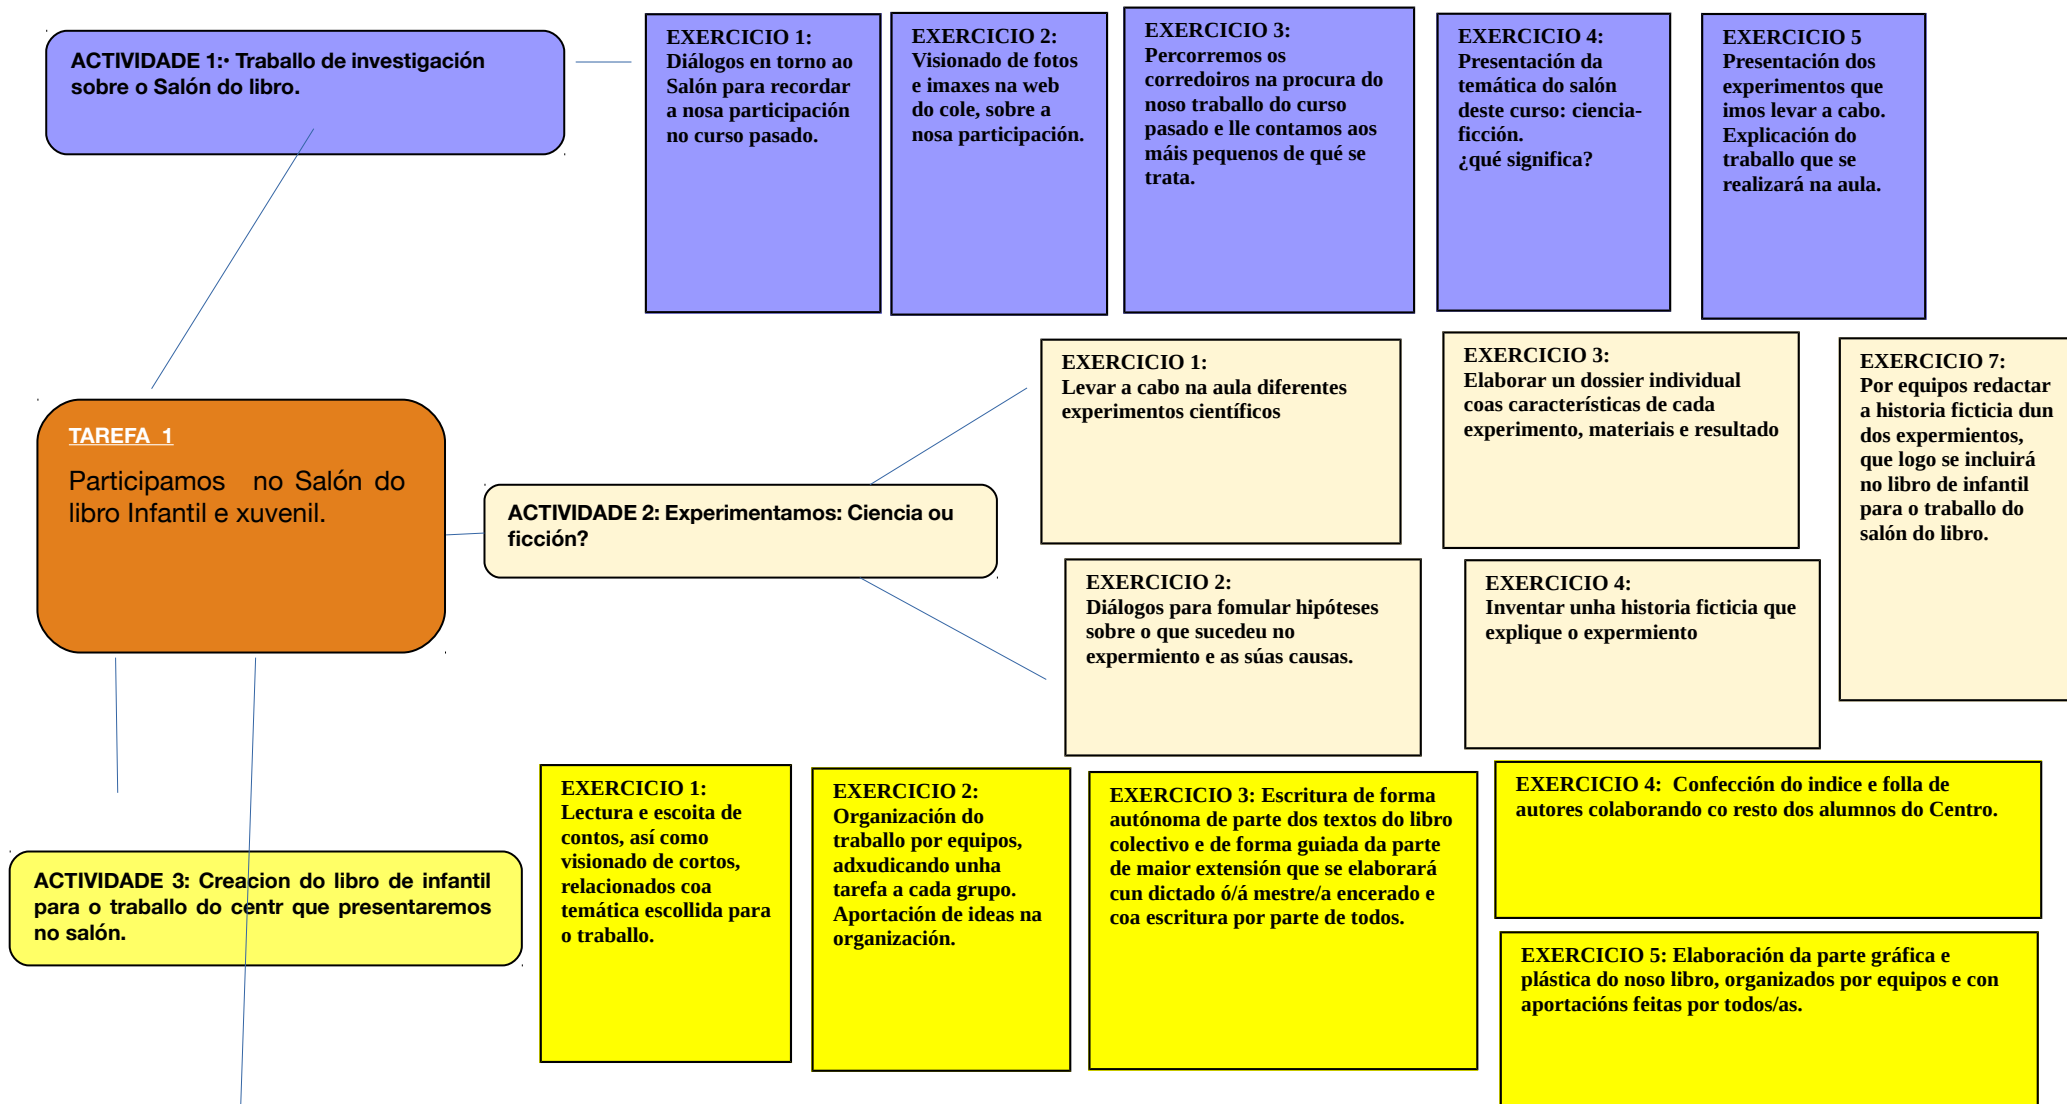 ACTIVIDADE 1:• Traballo de investigación
sobre o Salón do libro.
EXERCICIO 1:
Diálogos en torno ao
Salón para recordar
a nosa participación
no curso pasado.
EXERCICIO 2:
Visionado de fotos
e imaxes na web
do cole, sobre a
nosa participación.
EXERCICIO 3:
Percorremos os
corredoiros na procura do
noso traballo do curso
pasado e lle contamos aos
máis pequenos de qué se
trata.
EXERCICIO 4:
Presentación da
temática do salón
deste curso: ciencia-
ficción.
¿qué significa?
EXERCICIO 5
Presentación dos
experimentos que
imos levar a cabo.
Explicación do
traballo que se
realizará na aula.
TAREFA 1
Participamos no Salón do
libro Infantil e xuvenil.
ACTIVIDADE 2: Experimentamos: Ciencia ou
ficción?
EXERCICIO 1:
Levar a cabo na aula diferentes
experimentos científicos
EXERCICIO 2:
Diálogos para fomular hipóteses
sobre o que sucedeu no
expermiento e as súas causas.
EXERCICIO 3:
Elaborar un dossier individual
coas características de cada
experimento, materiais e resultado
EXERCICIO 4:
Inventar unha historia ficticia que
explique o expermiento
EXERCICIO 7:
Por equipos redactar
a historia ficticia dun
dos expermientos,
que logo se incluirá
no libro de infantil
para o traballo do
salón do libro.
ACTIVIDADE 3: Creacion do libro de infantil
para o traballo do centr que presentaremos
no salón.
EXERCICIO 1:
Lectura e escoita de
contos, así como
visionado de cortos,
relacionados coa
temática escollida para
o traballo.
EXERCICIO 2:
Organización do
traballo por equipos,
adxudicando unha
tarefa a cada grupo.
Aportación de ideas na
organización.
EXERCICIO 3: Escritura de forma
autónoma de parte dos textos do libro
colectivo e de forma guiada da parte
de maior extensión que se elaborará
cun dictado ó/á mestre/a encerado e
coa escritura por parte de todos.
EXERCICIO 4: Confección do indice e folla de
autores colaborando co resto dos alumnos do Centro.
EXERCICIO 5: Elaboración da parte gráfica e
plástica do noso libro, organizados por equipos e con
aportacións feitas por todos/as.